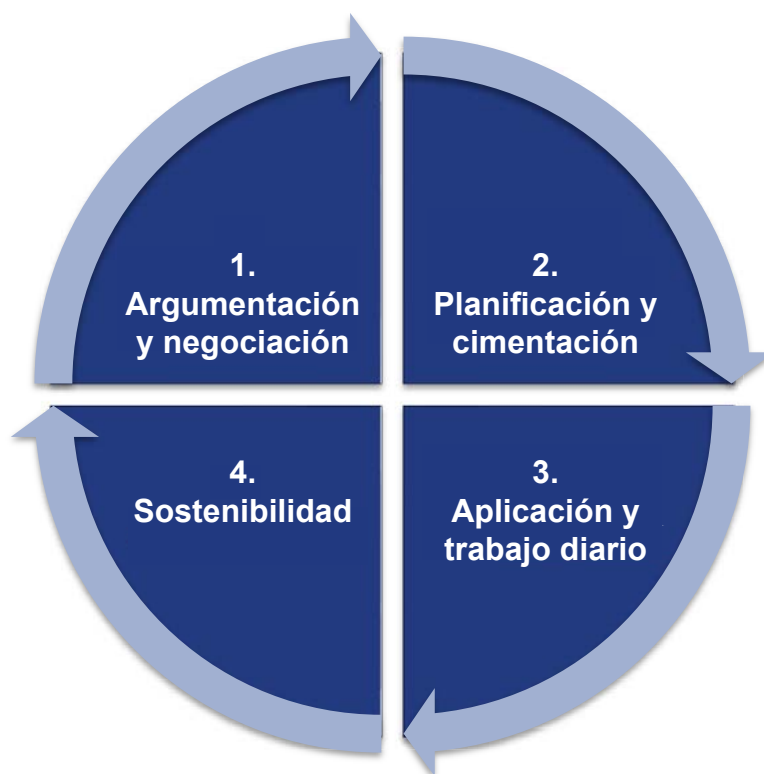 1.
Argumentación
y negociación
2.
Planificación y
cimentación
4.
Sostenibilidad
3.
Aplicación y
trabajo diario